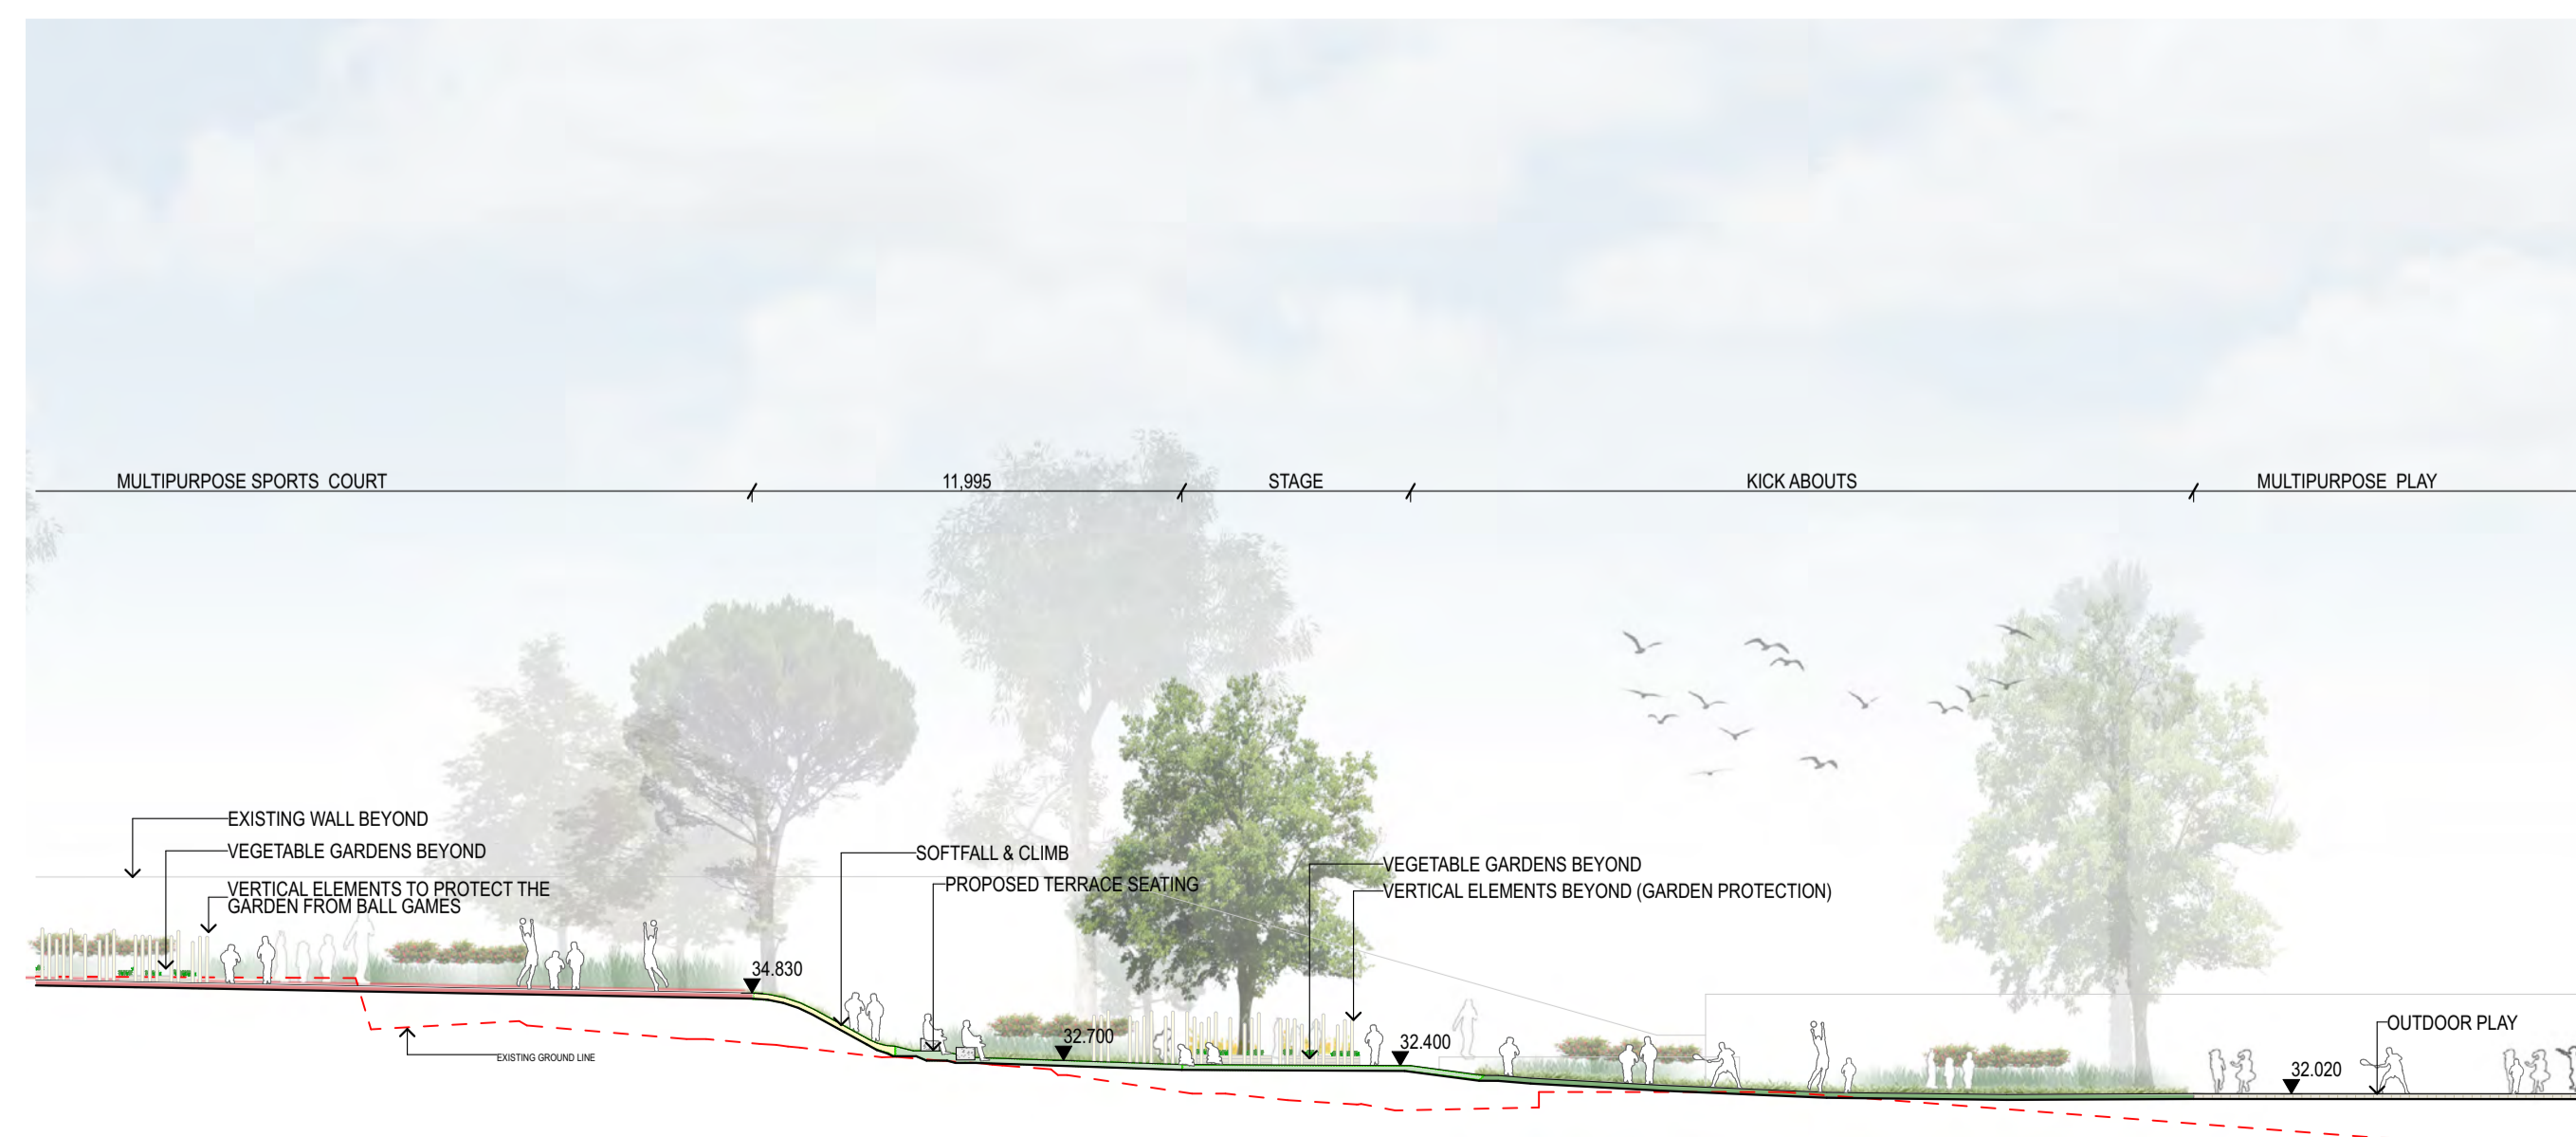 MULTIPURPOSE SPORTS COURT
11,995
STAGE
KICK ABOUTS
MULTIPURPOSE PLAY
EXISTING WALL BEYOND
VEGETABLE GARDENS BEYOND
VERTICAL ELEMENTS TO PROTECT THE
GARDEN FROM BALL GAMES
SOFTFALL & CLIMB
PROPOSED TERRACE SEATING
VEGETABLE GARDENS BEYOND
VERTICAL ELEMENTS BEYOND (GARDEN PROTECTION)
34.830
32.700
32.400
OUTDOOR PLAY
32.020
EXISTING GROUND LINE